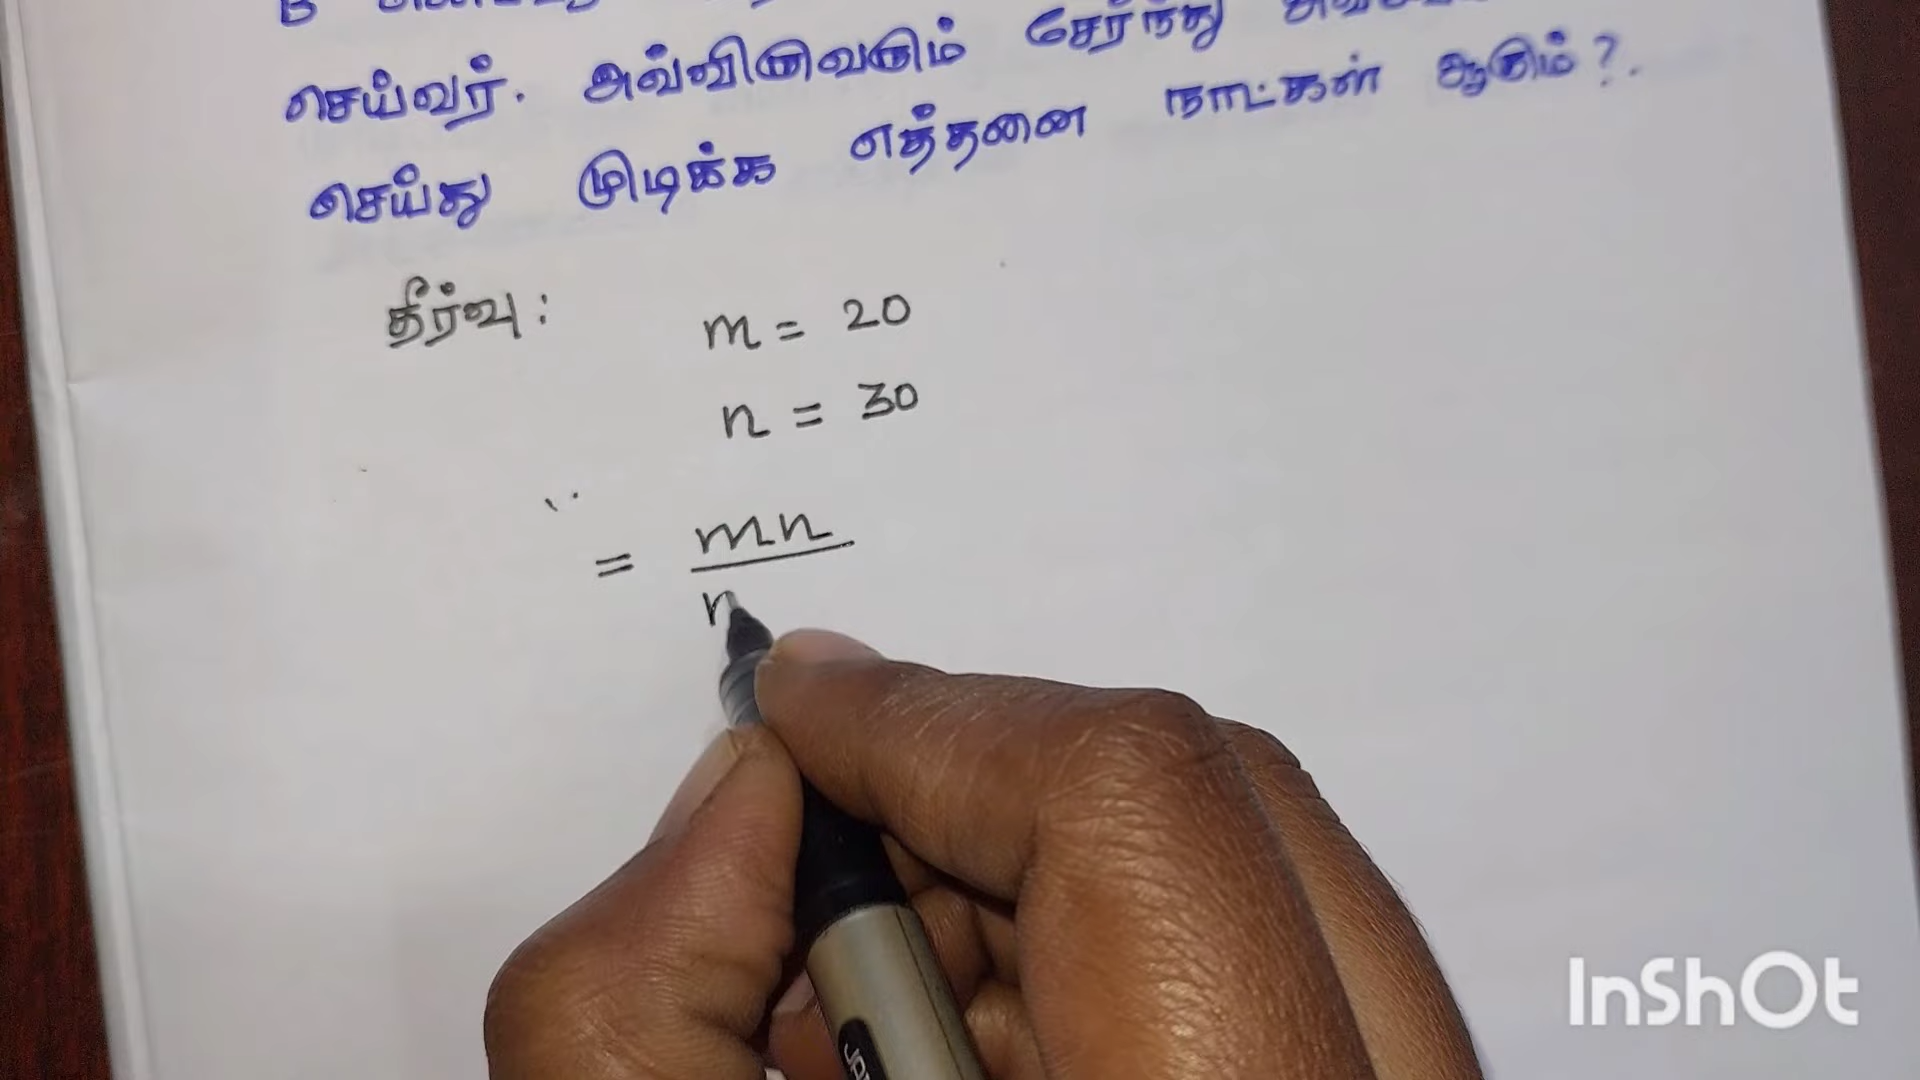 B
செய்வர். அவ்விருவரும் சேர்ந்து
செய்து முடிக்க எத்தனை நாட்கள் ஆகும்?.
தீர்வு : m = 20
n = 30
= mn
n
InShOt